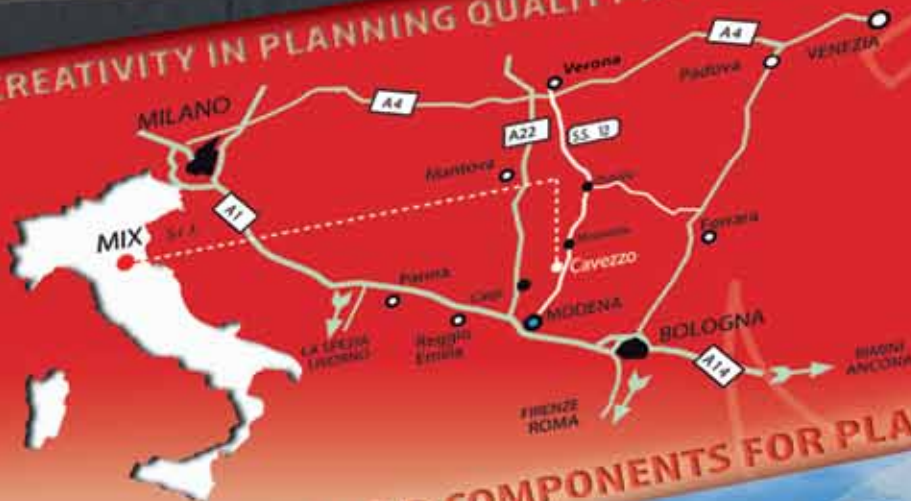 CREATIVITY IN PLANNING QUALITY
A4
VENEZIA
Padova
Verona
A4
MILANO
A22
S.S. 12
Mantova
A1
MIX s.r.l.
Ferrara
Cavezzo
Parma
Carpi
MODENA
LA SPEZIA
LIVORNO
Reggio
Emilia
BOLOGNA
A14
RIMINI
ANCONA
FIRENZE
ROMA
COMPONENTS FOR PLA